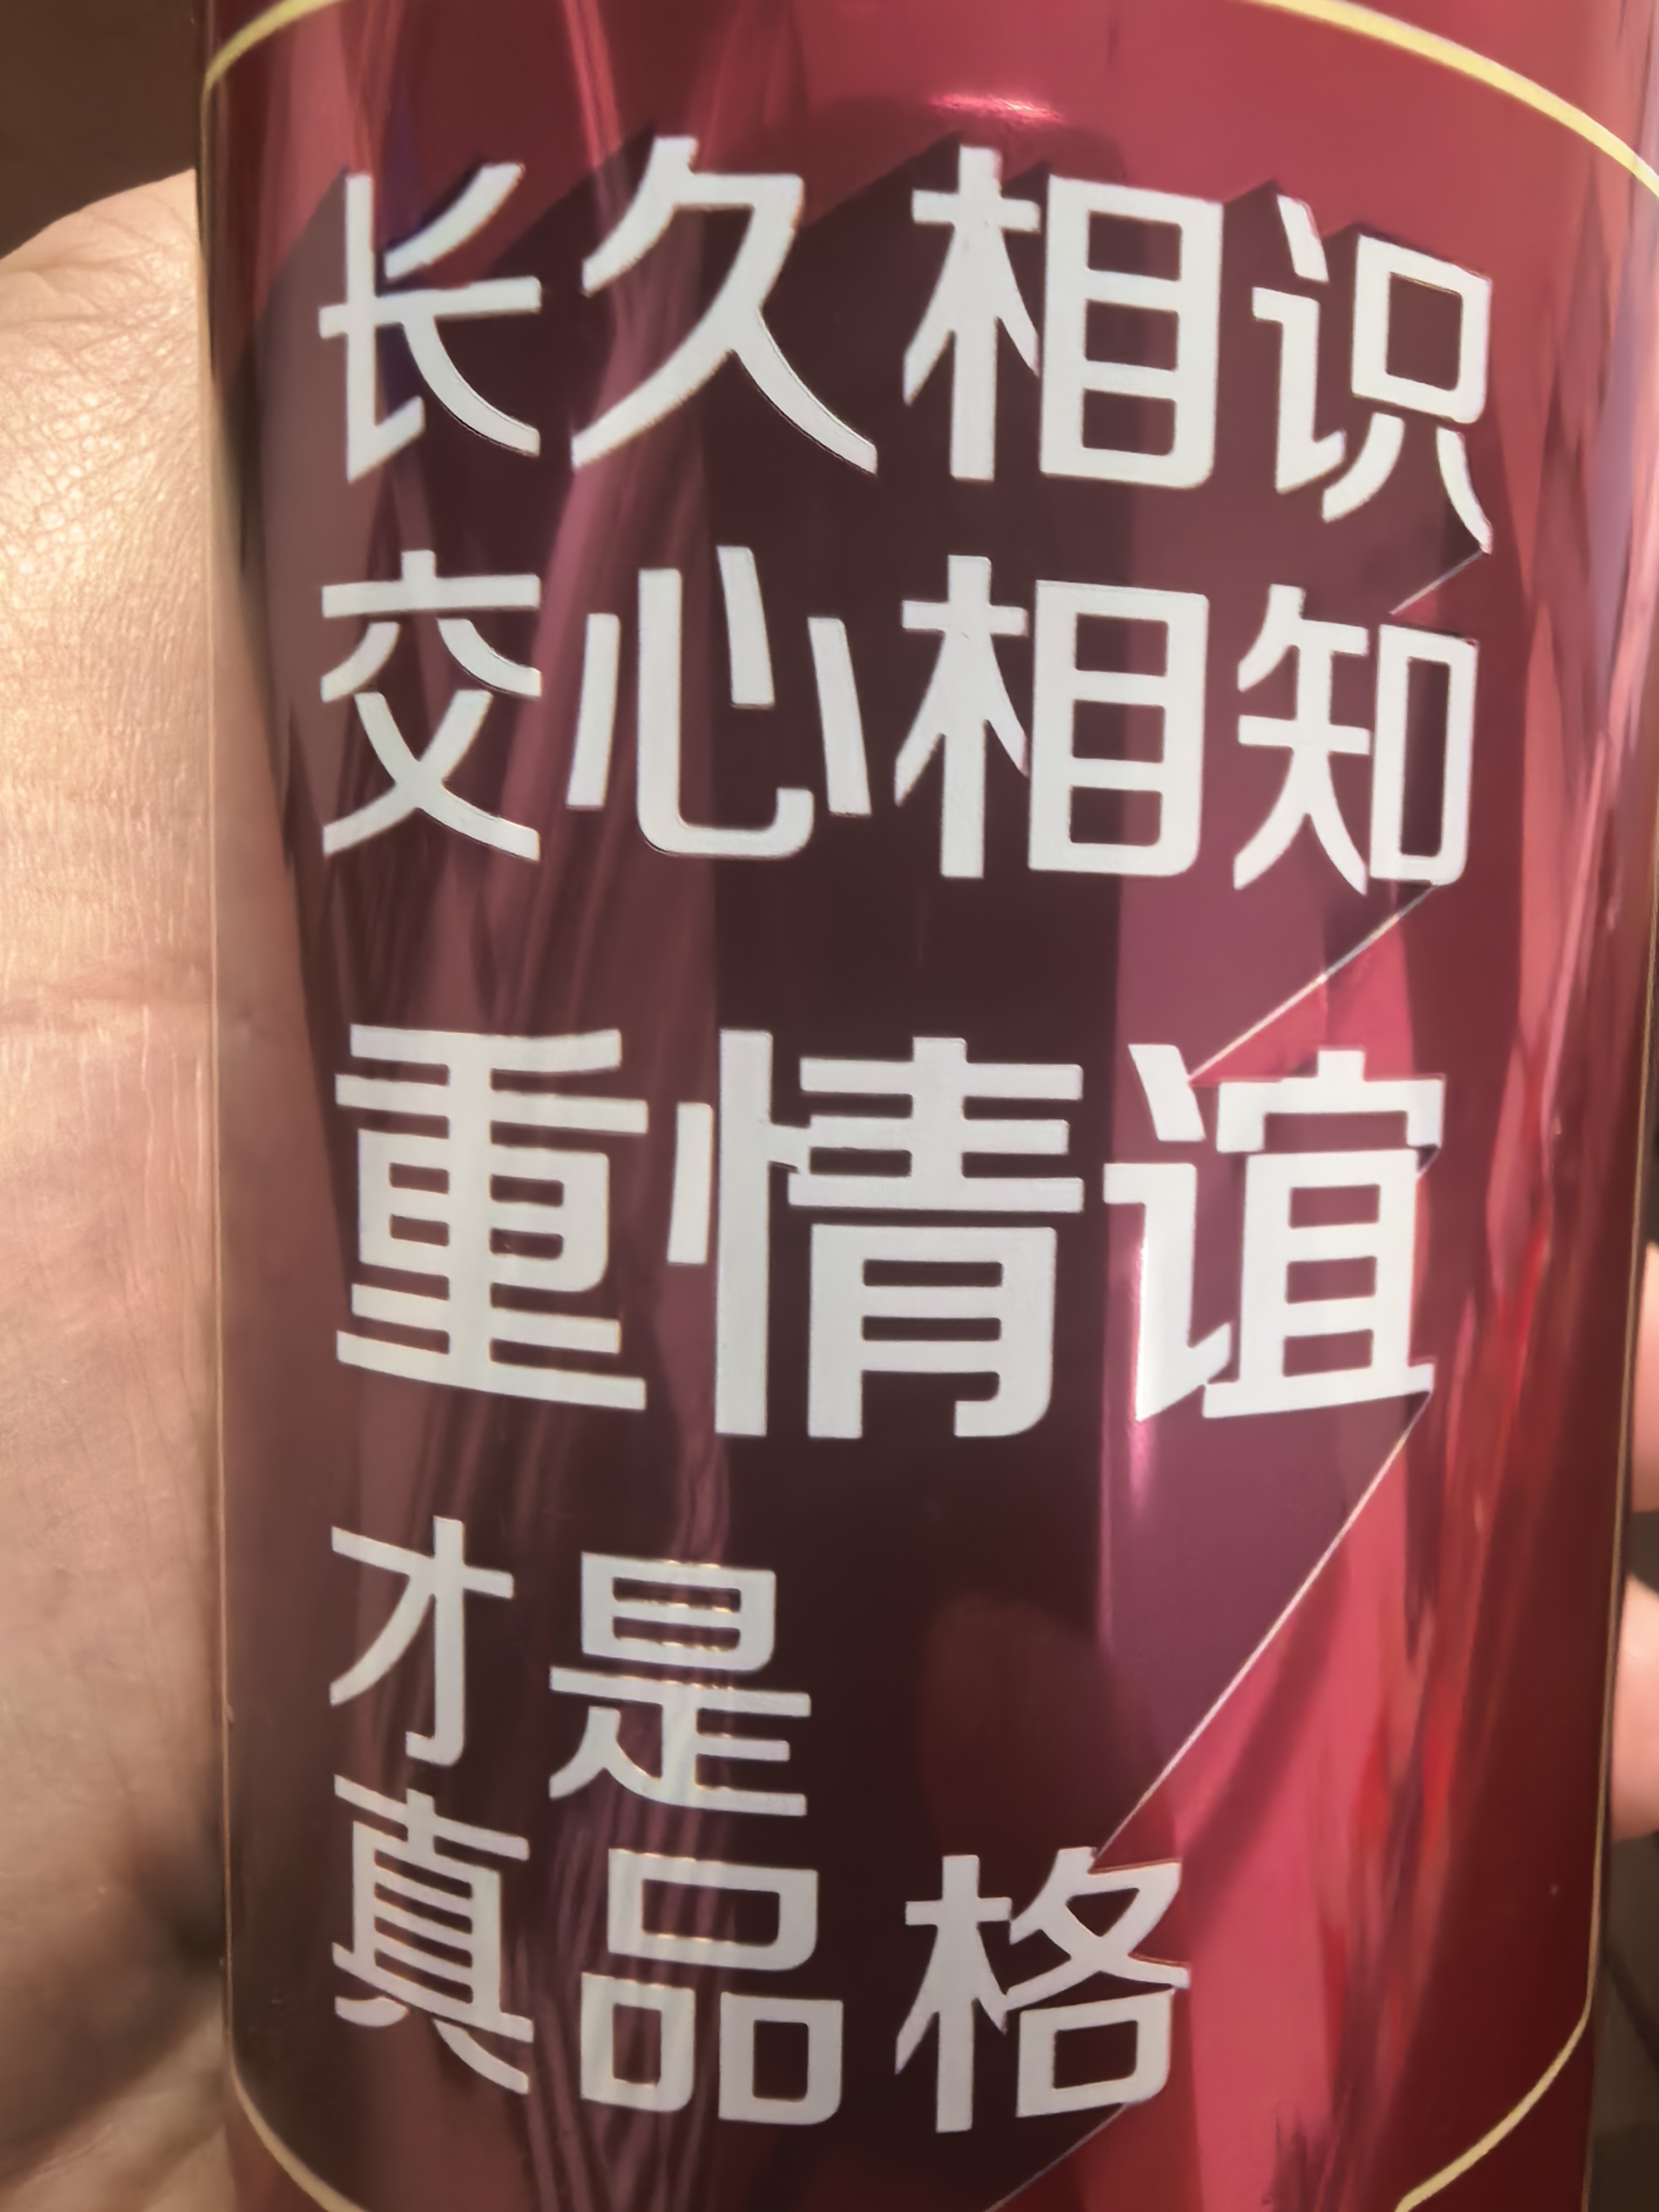 长久相识
交心相知
重情谊
才是
真品格